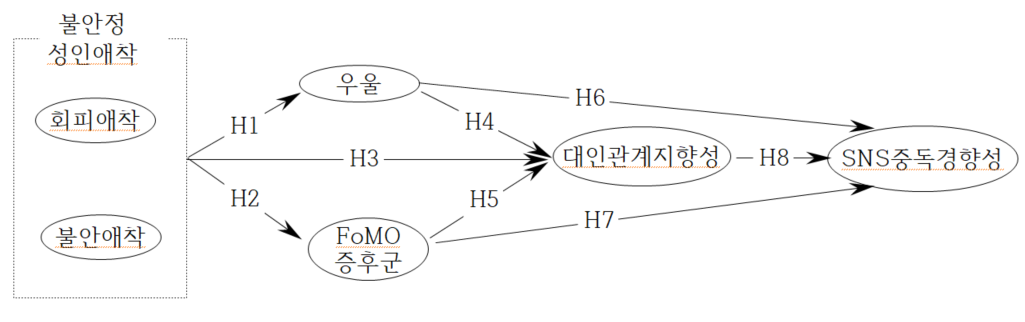 불안정
성인애착
회피애착
불안애착
H1
H2
H3
우울
FoMO
증후군
H4
H5
H6
대인관계지향성
H7
H8
SNS중독경향성